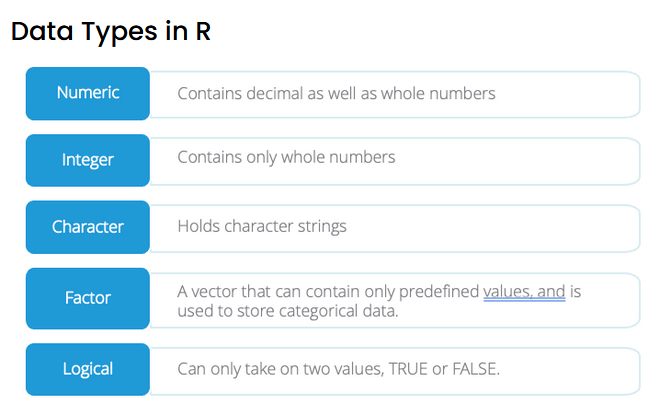 Data Types in R
Numeric
Contains decimal as well as whole numbers
Integer
Contains only whole numbers
Character
Holds character strings
Factor
A vector that can contain only predefined values, and is
used to store categorical data.
Logical
Can only take on two values, TRUE or FALSE.